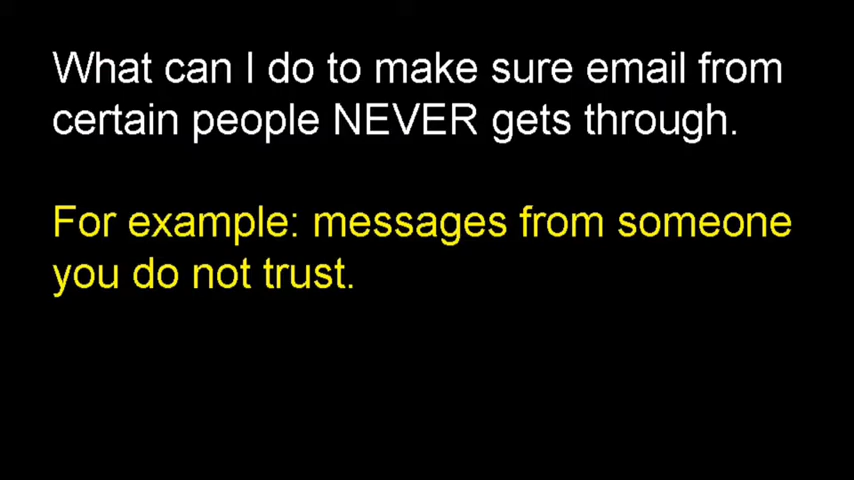 What can I do to make sure email from
certain people NEVER gets through.
For example: messages from someone
you do not trust.